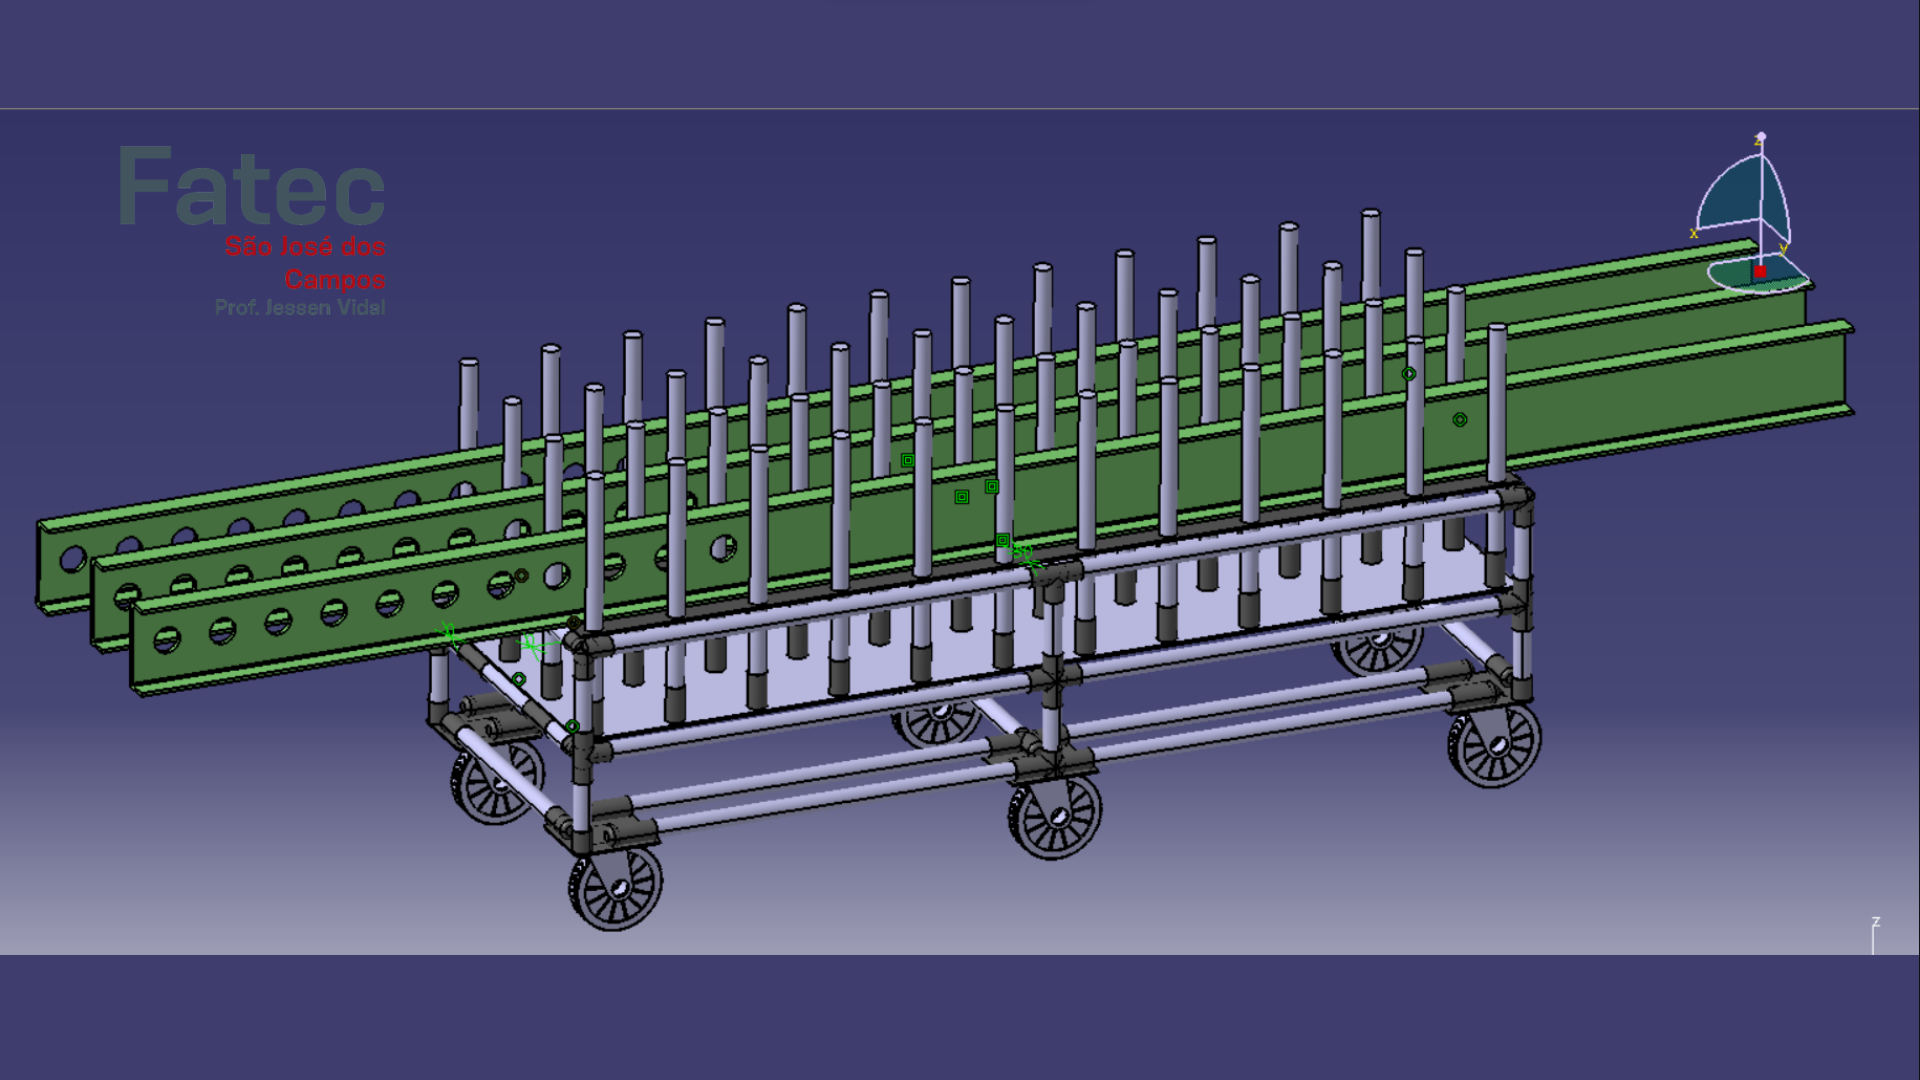 Fatec
São José dos
Campos
Prof. Jessen Vidal
z
x
y
z